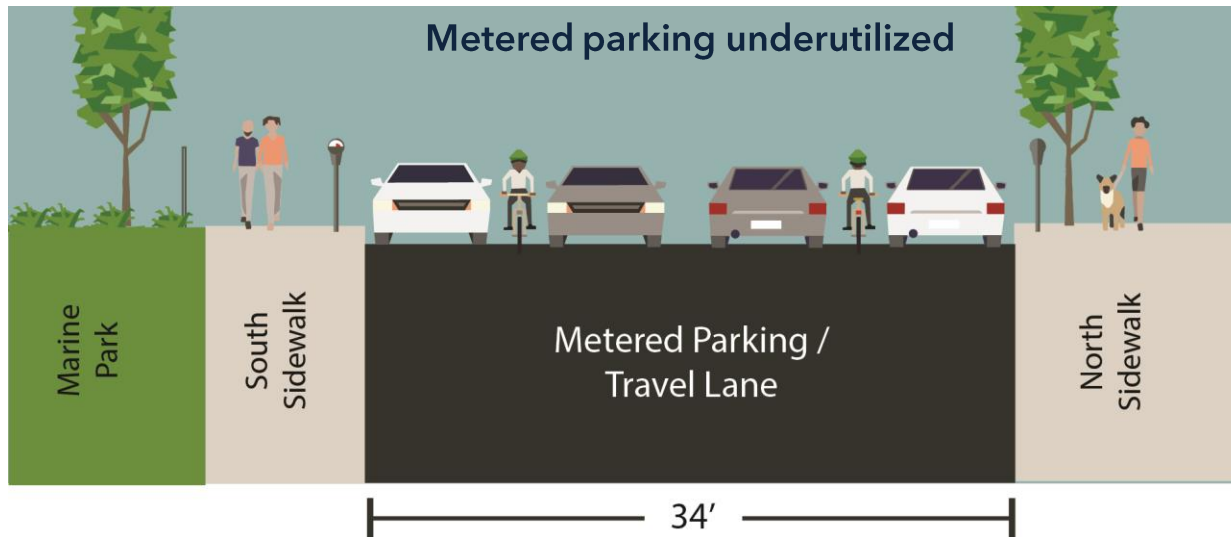 Metered parking underutilized
Marine
Park
South
Sidewalk
Metered Parking /
Travel Lane
North
Sidewalk
34'